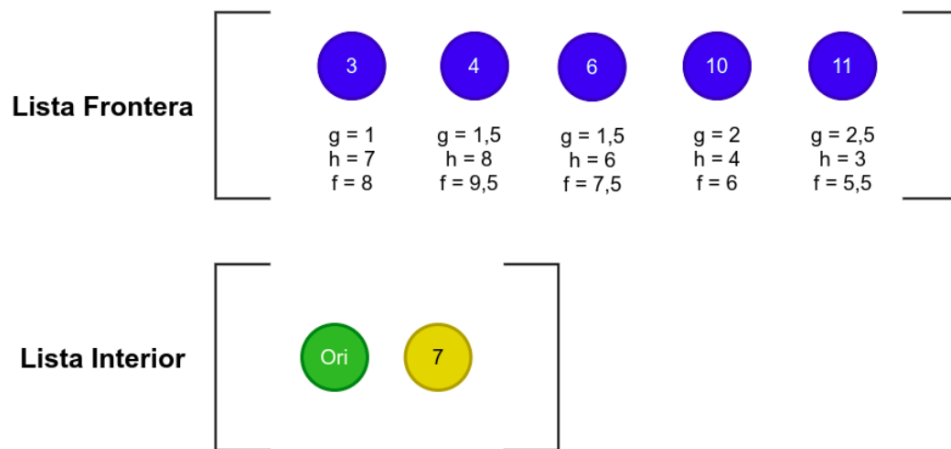 Lista Frontera
3 4 6 10 11
g = 1 g = 1,5 g = 1,5 g = 2 g = 2,5
h = 7 h = 8 h = 6 h = 4 h = 3
f = 8 f = 9,5 f = 7,5 f = 6 f = 5,5
Lista Interior
Ori 7